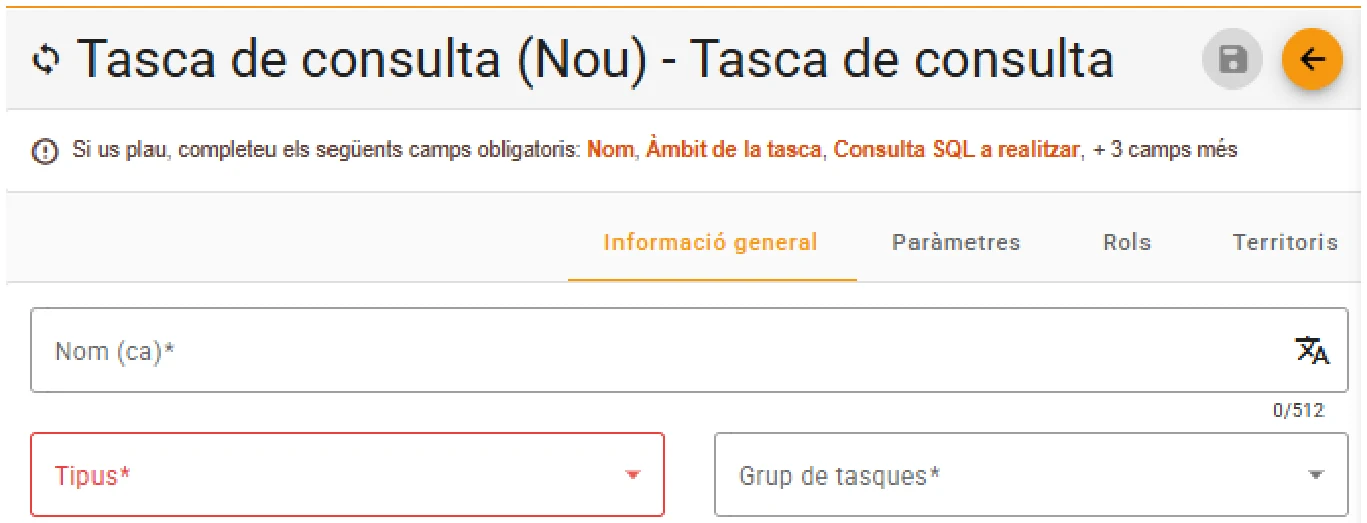 Tasca de consulta (Nou) - Tasca de consulta
Si us plau, completeu els següents camps obligatoris: Nom, Àmbit de la tasca, Consulta SQL a realitzar, + 3 camps més
Informació general Paràmetres Rols Territoris
Nom (ca)*
0/512
Tipus* Grup de tasques*